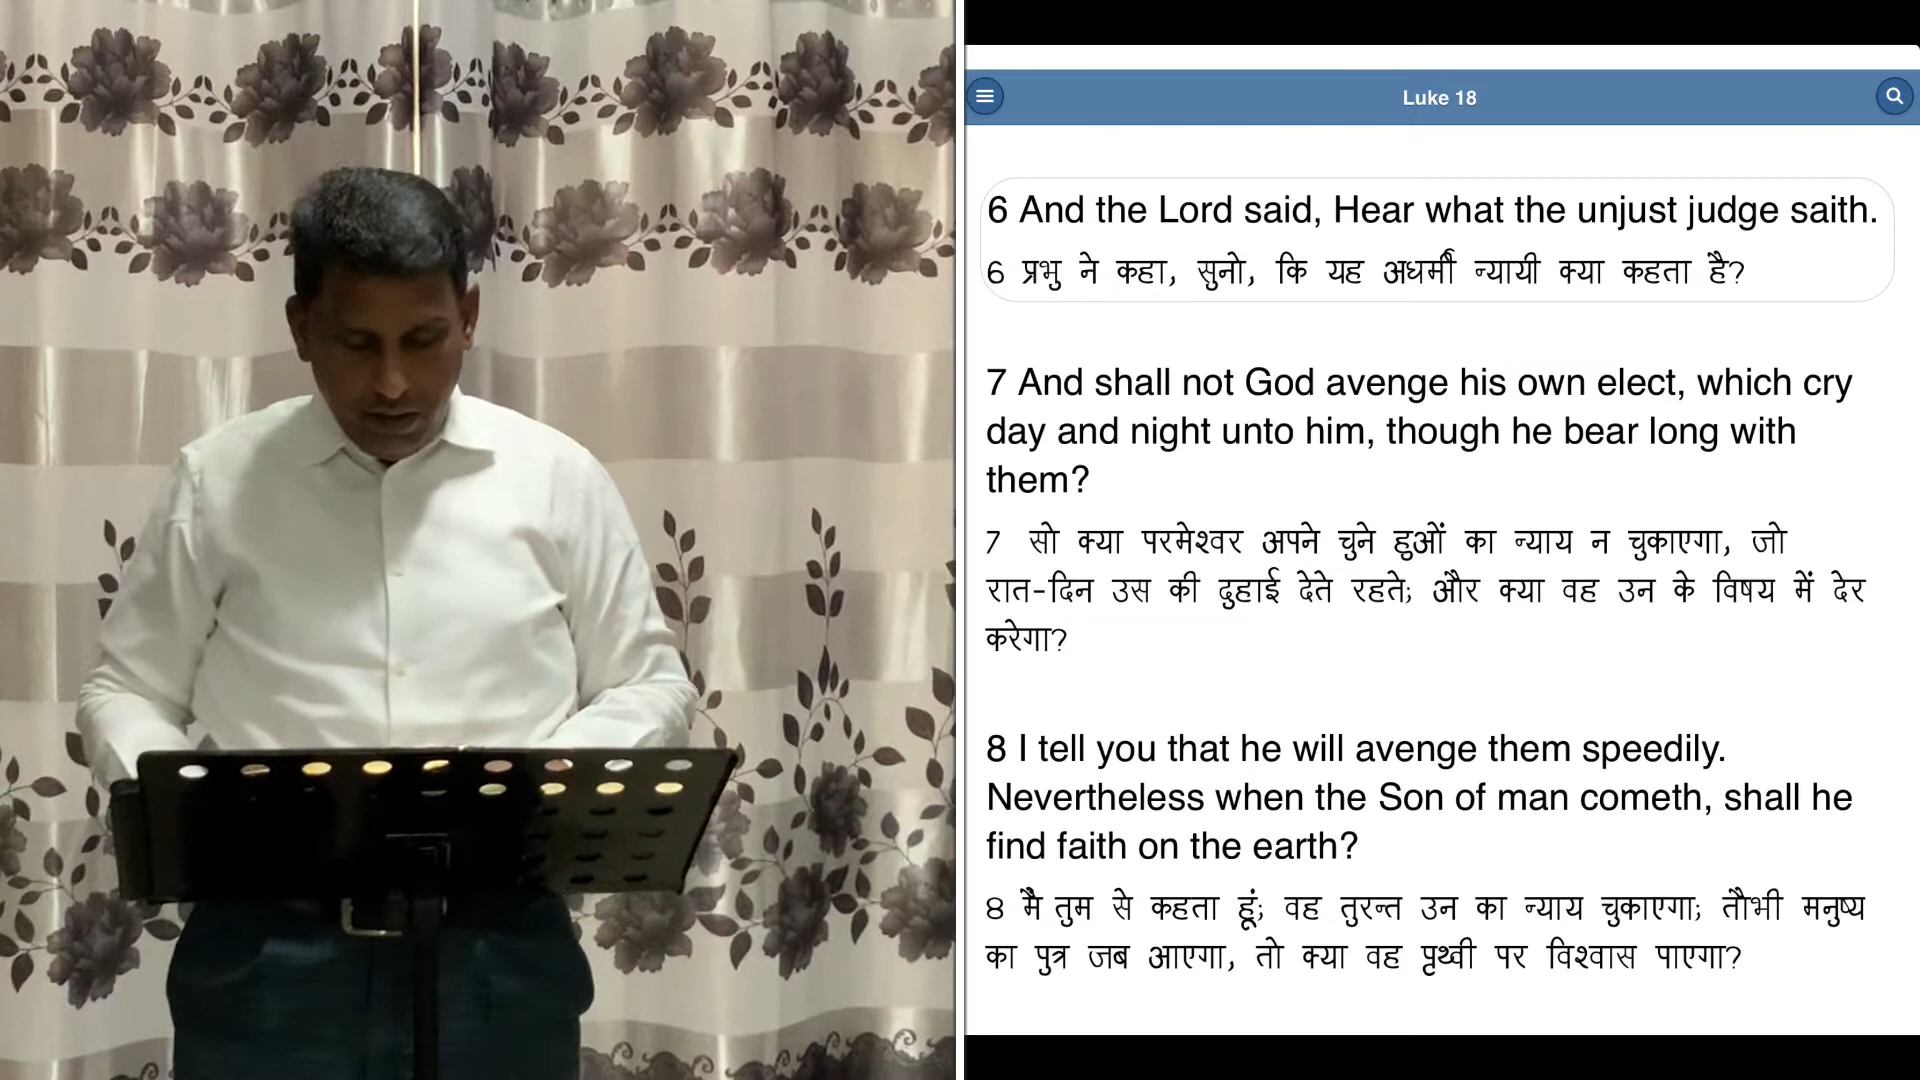 Luke 18
6 And the Lord said, Hear what the unjust judge saith.
6 प्रभु ने कहा, सुनो, कि यह अधर्मी न्यायी क्या कहता है?
7 And shall not God avenge his own elect, which cry
day and night unto him, though he bear long with
them?
7 सो क्या परमेश्वर अपने चुने हुओं का न्याय न चुकाएगा, जो
रात-दिन उस की दुहाई देते रहते; और क्या वह उन के विषय में देर
करेगा?
8 I tell you that he will avenge them speedily.
Nevertheless when the Son of man cometh, shall he
find faith on the earth?
8 मैं तुम से कहता हूं; वह तुरन्त उन का न्याय चुकाएगा; तौभी मनुष्य
का पुत्र जब आएगा, तो क्या वह पृथ्वी पर विश्वास पाएगा?